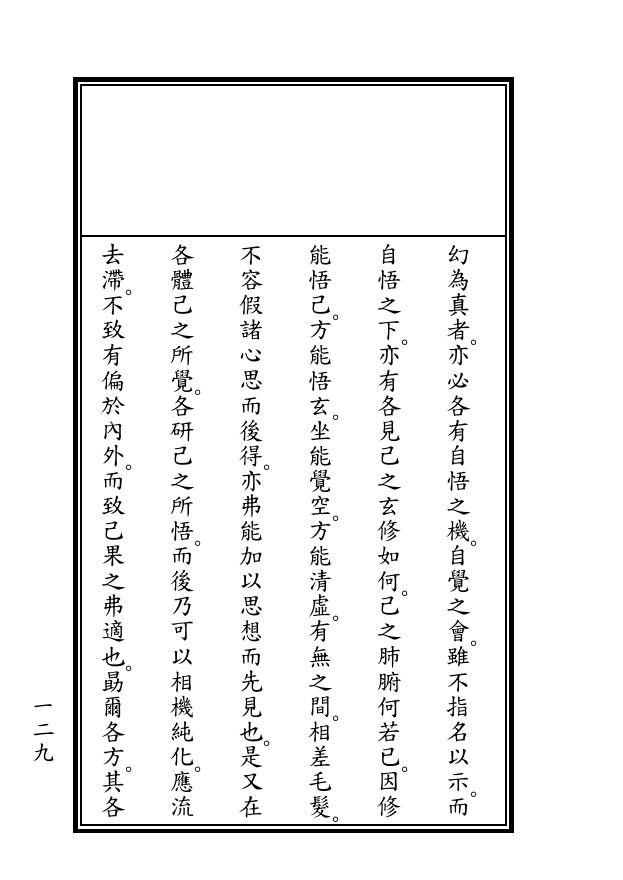 幻為真者。亦必各有自悟之機。自覺之會。雖不指名以示。而
自悟之下。亦有各見己之玄修如何。己之肺腑何若已。因修
能悟己。方能悟玄。坐能覺空。方能清虛。有無之間。相差毛髮。
不容假諸心思而後得。亦弗能加以思想而先見也。是又在
各體己之所覺。各研己之所悟。而後乃可以相機純化。應流
去滯。不致有偏於內外。而致己果之弗適也。勗爾各方。其各
一二九